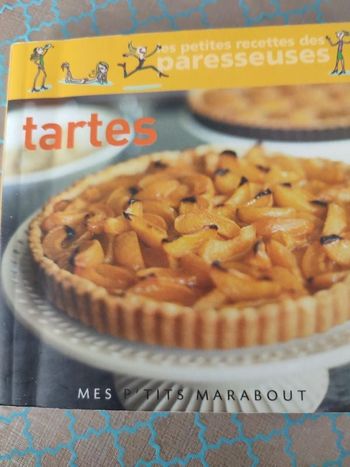 les petites recettes des
paresseuses
tartes
MES P'TITS MARABOUT